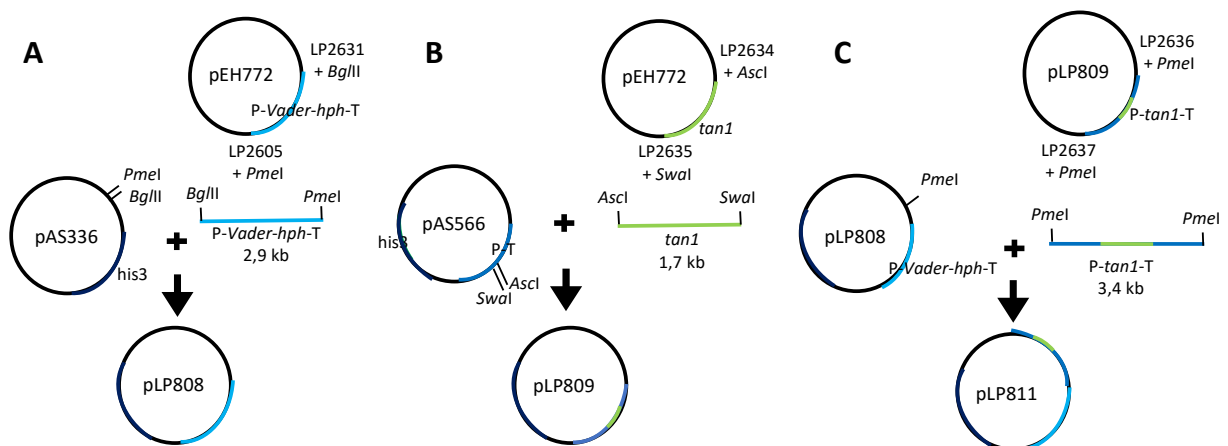 A
pEH772
LP2631
+ BglII
P-Vader-hph-T
LP2605
+ PmeI
PmeI
BglII
pAS336
his3
+
BglII
PmeI
P-Vader-hph-T
2,9 kb
pLP808
B
pEH772
LP2634
+ AscI
tan1
LP2635
+ SwaI
pAS566
his3
P-T
AscI
SwaI
+
AscI
SwaI
tan1
1,7 kb
pLP809
C
pLP809
LP2636
+ PmeI
P-tan1-T
LP2637
+ PmeI
PmeI
pLP808
P-Vader-hph-T
+
PmeI
PmeI
P-tan1-T
3,4 kb
pLP811